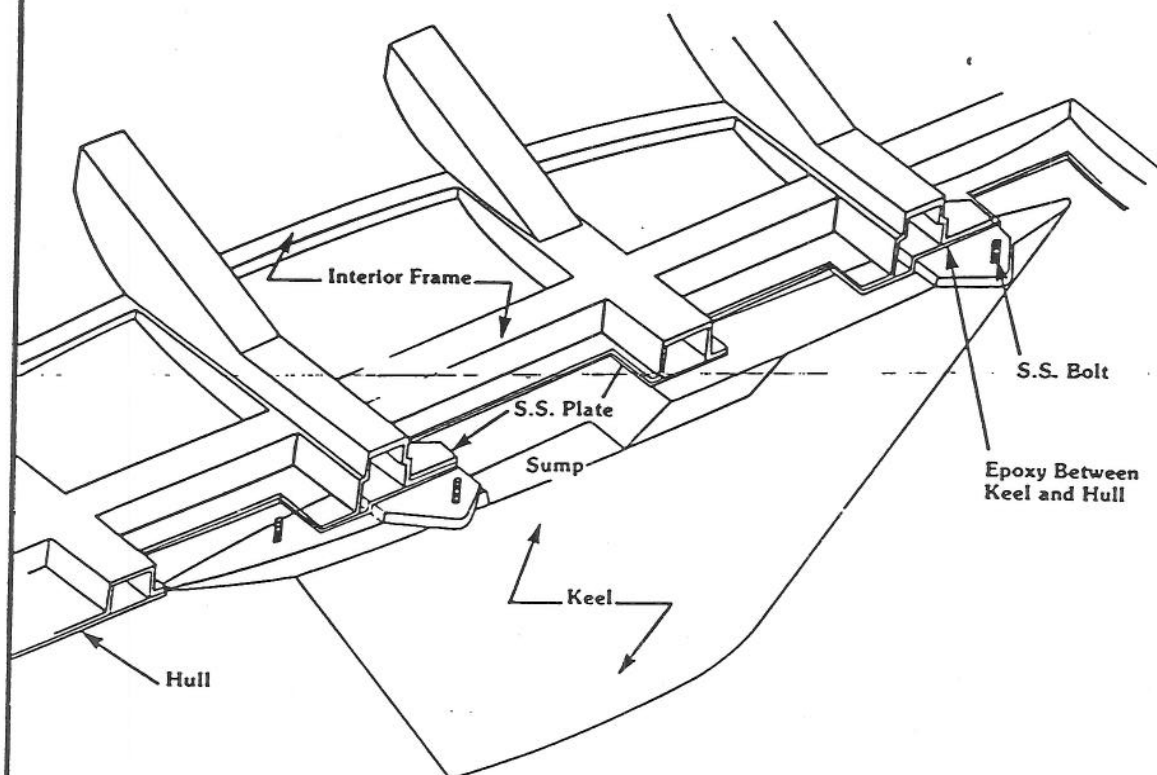 Interior Frame
S.S. Bolt
S.S. Plate
Sump
Epoxy Between
Keel and Hull
Keel
Hull